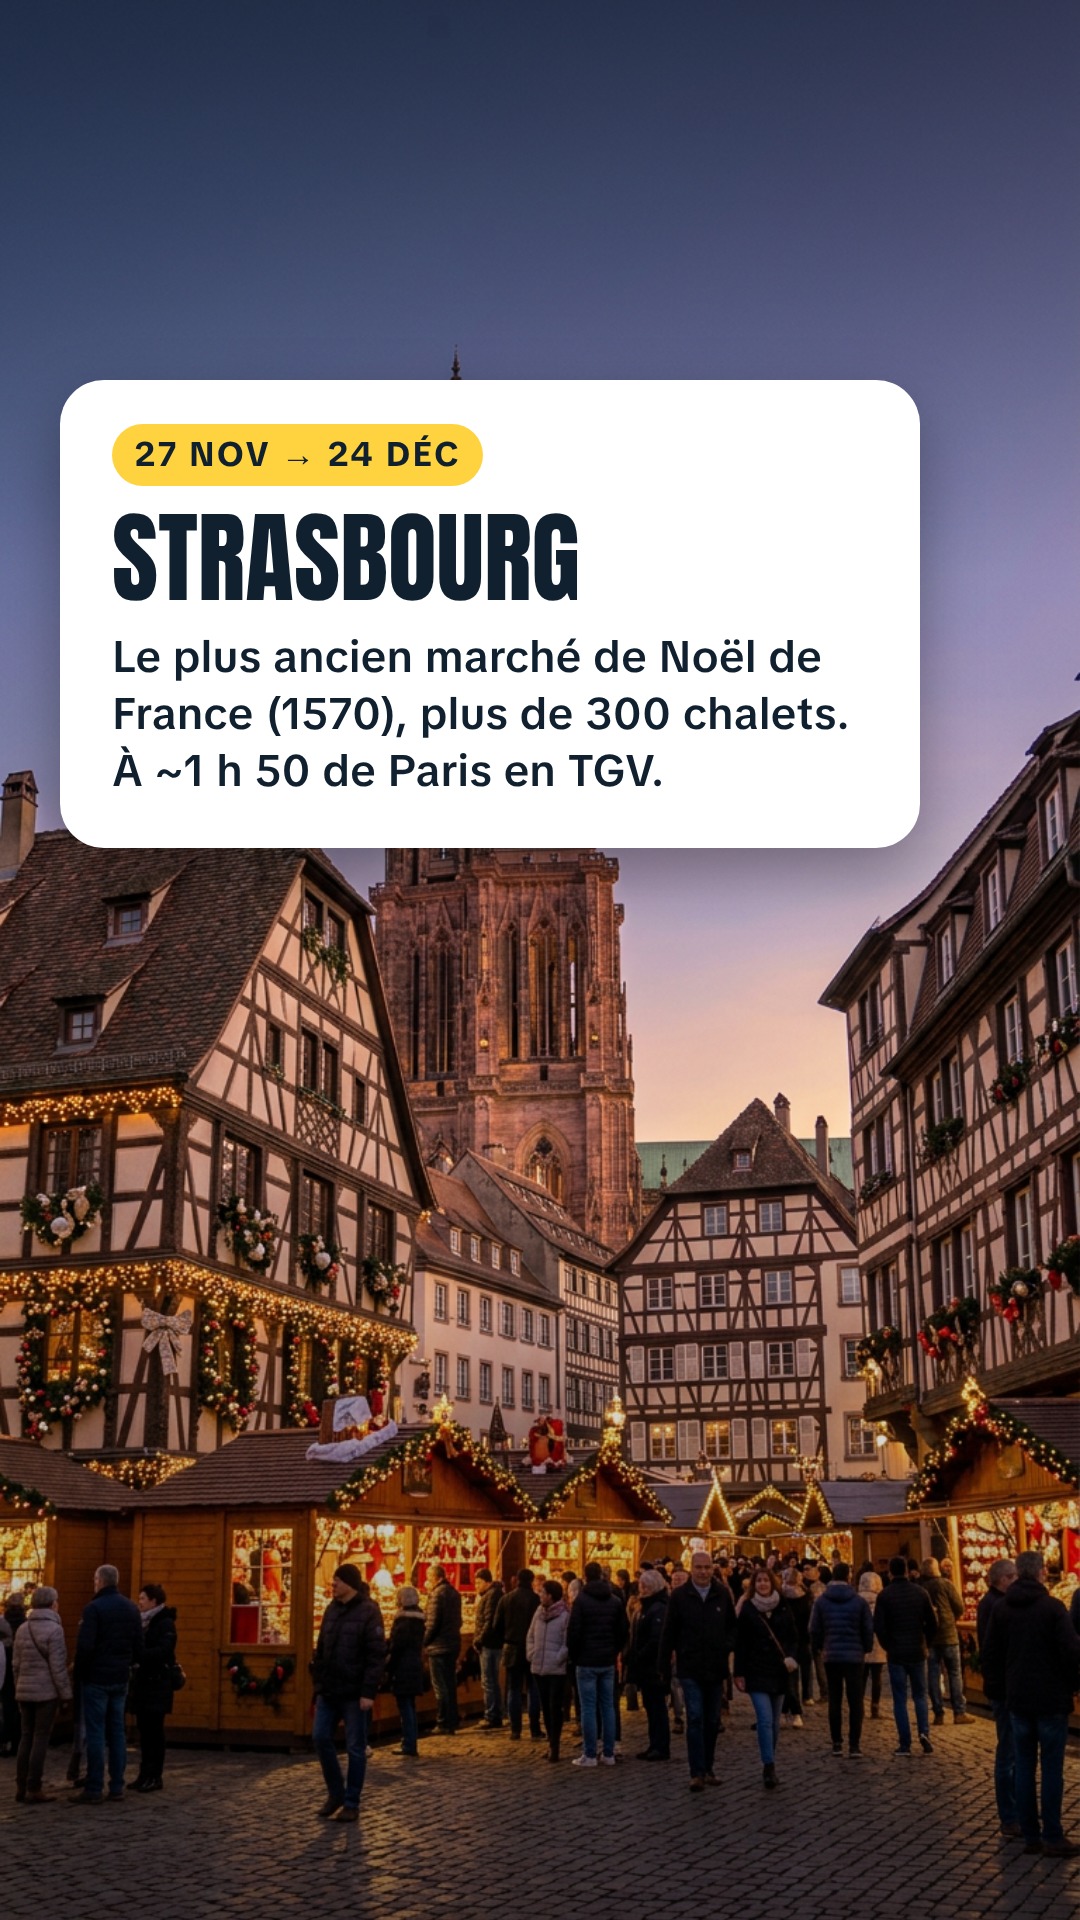 27 NOV → 24 DÉC
STRASBOURG
Le plus ancien marché de Noël de
France (1570), plus de 300 chalets.
À ~1 h 50 de Paris en TGV.